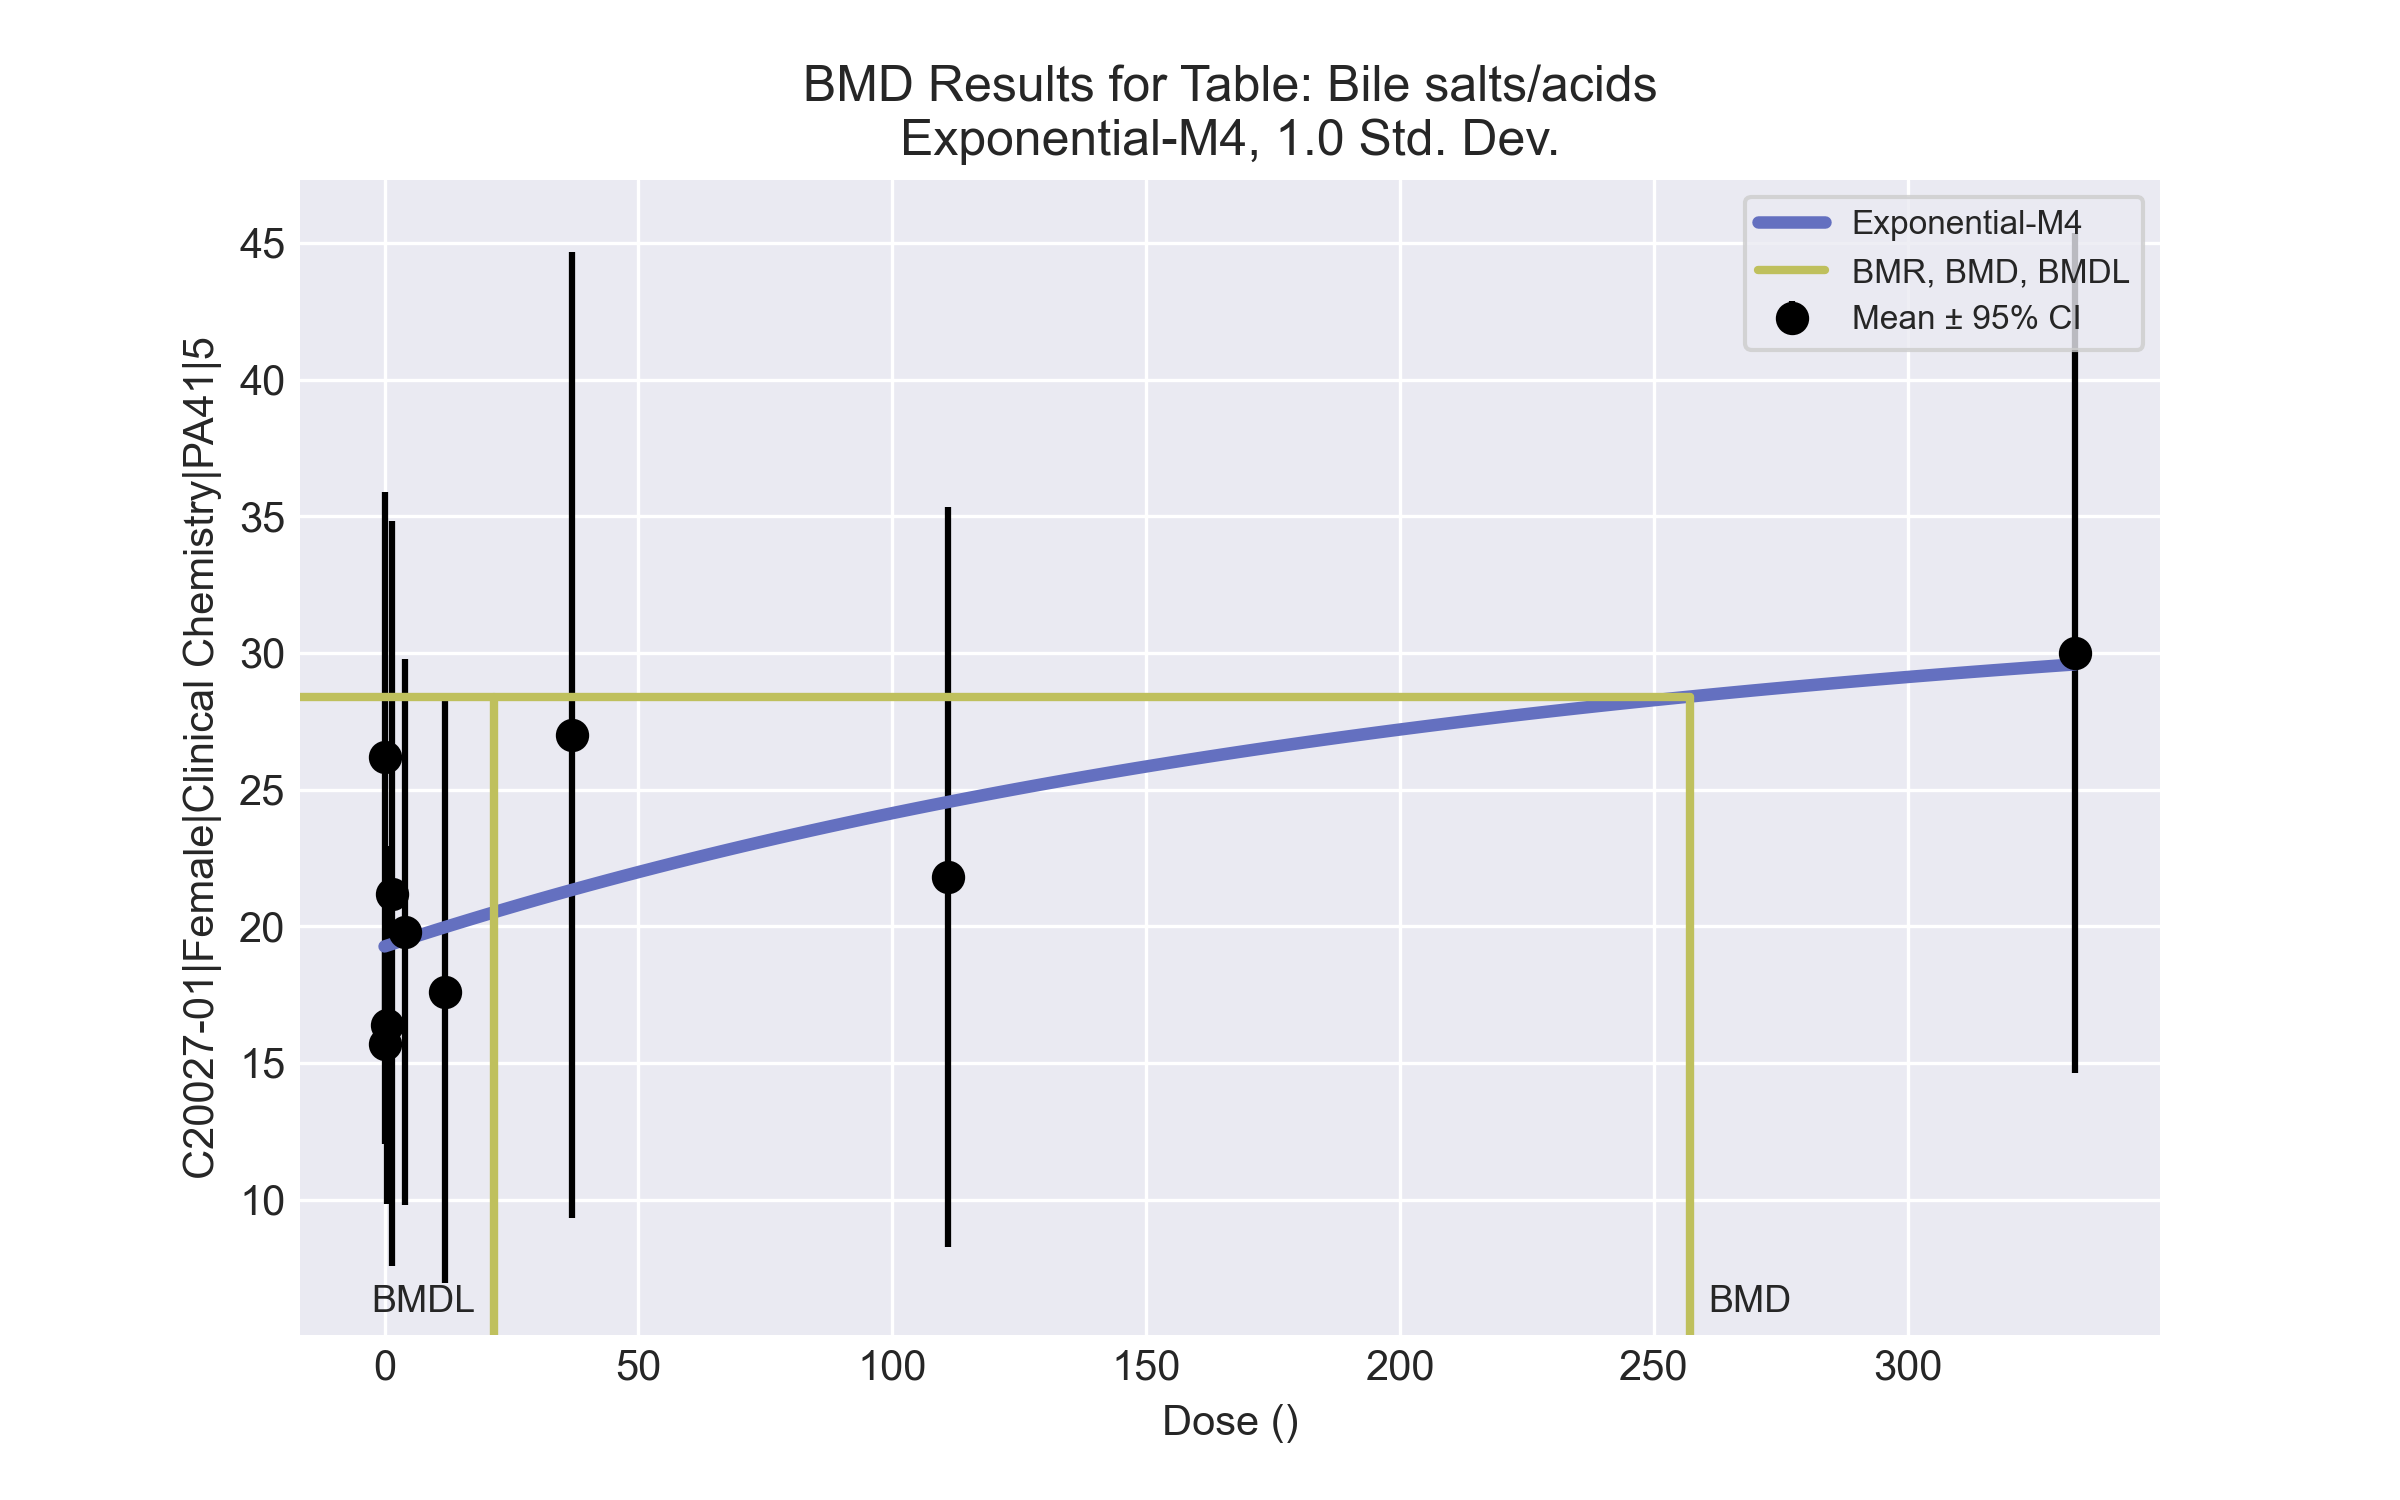 BMD Results for Table: Bile salts/acids
Exponential-M4, 1.0 Std. Dev.
C20027-01|Female|Clinical Chemistry|PA41|5
45
40
35
30
25
20
15
10
Exponential-M4
BMR, BMD, BMDL
Mean ± 95% CI
BMDL
BMD
0
50
100
150
200
250
300
Dose ()